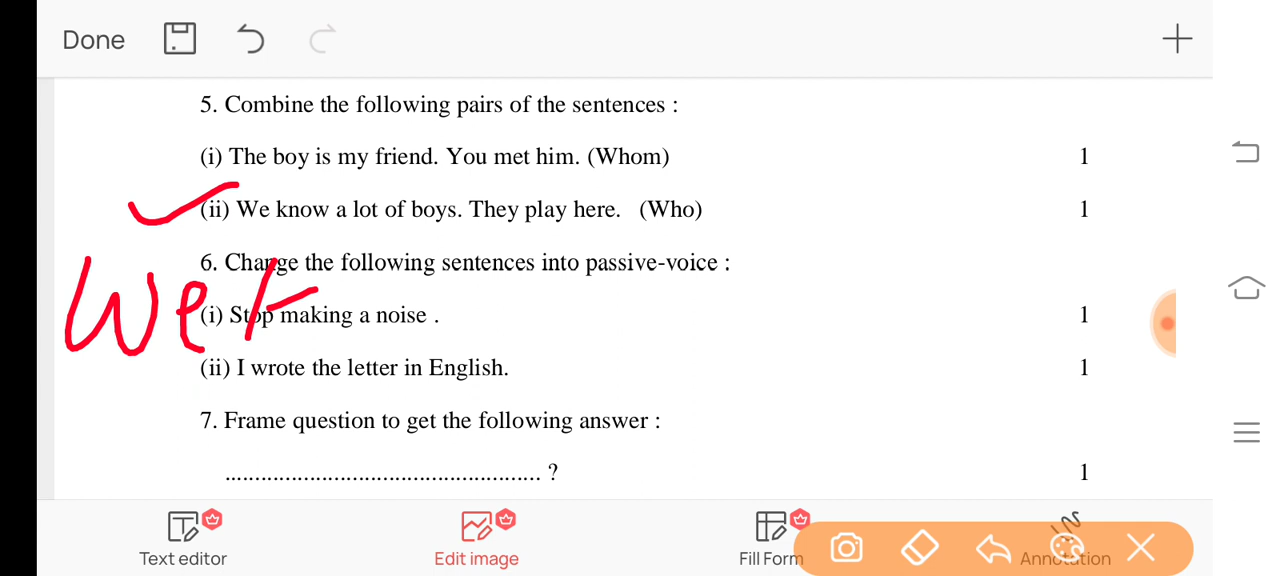 Done
5. Combine the following pairs of the sentences :
(i) The boy is my friend. You met him. (Whom) 1
(ii) We know a lot of boys. They play here. (Who) 1
6. Change the following sentences into passive-voice :
(i) Stop making a noise . 1
(ii) I wrote the letter in English. 1
7. Frame question to get the following answer :
..................................................... ? 1
Text editor Edit image Fill Form Annotation